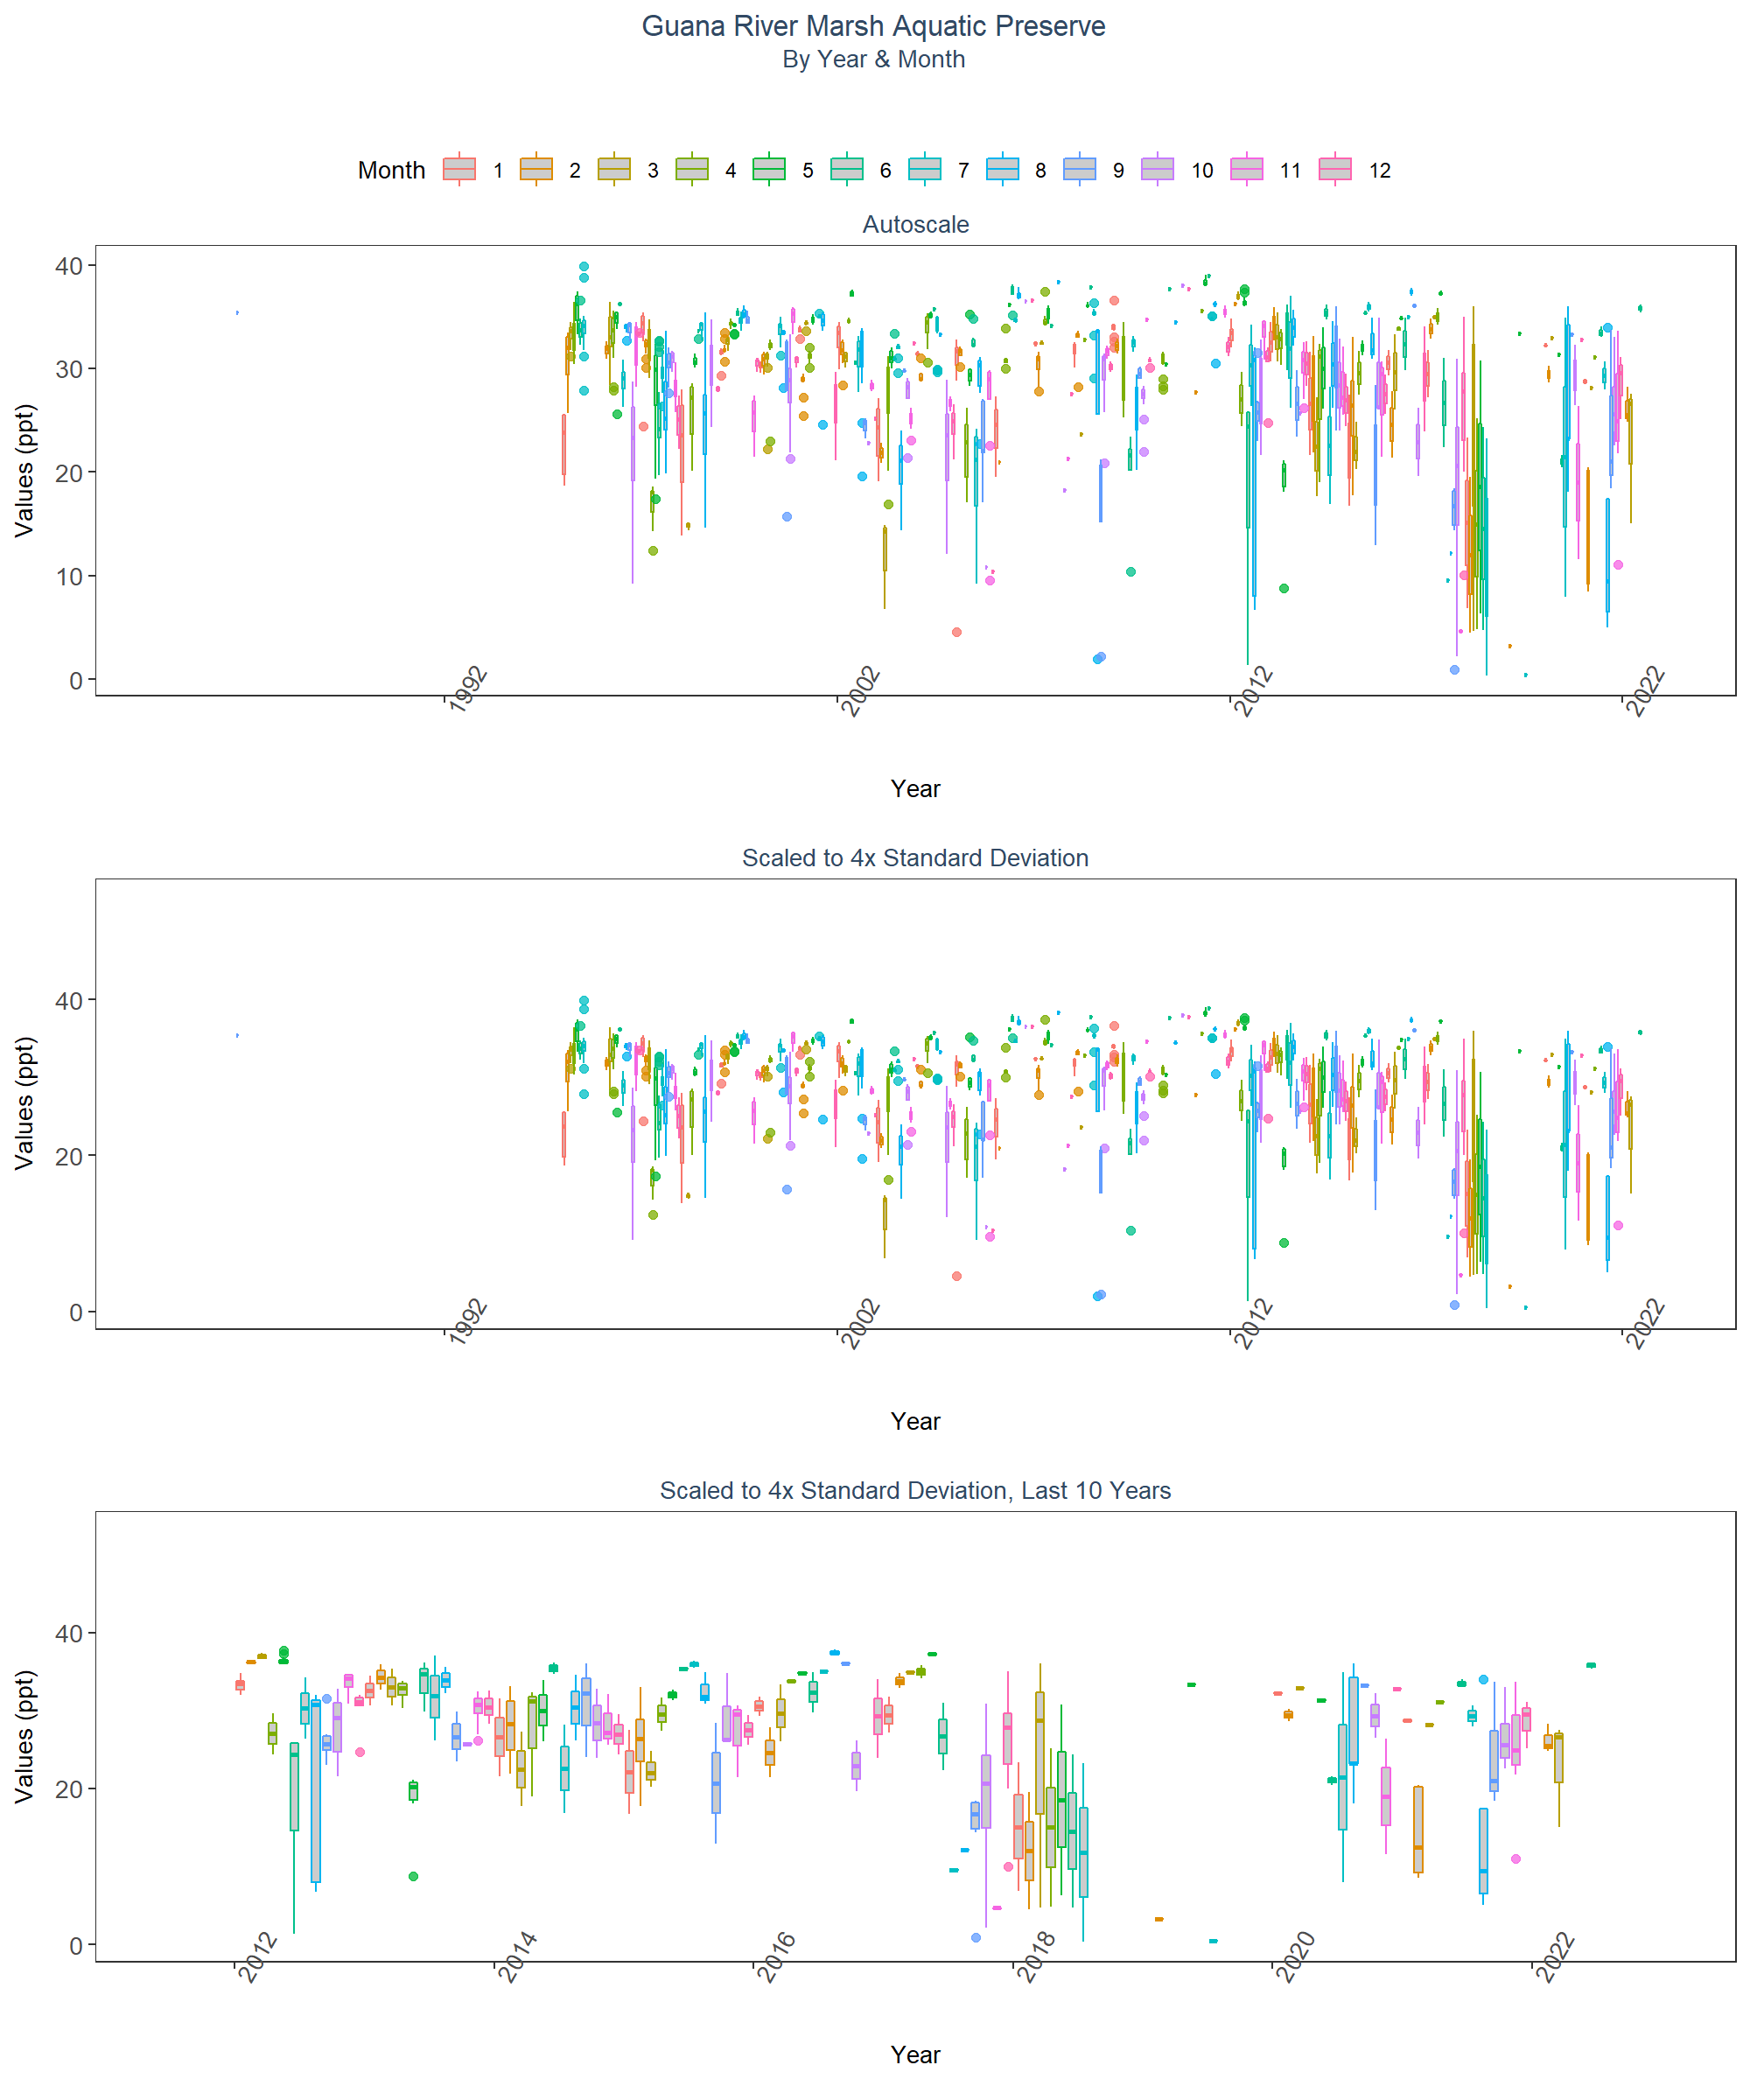 Guana River Marsh Aquatic Preserve
By Year & Month
Month 1 2 3 4 5 6 7 8 9 10 11 12
Autoscale
Values (ppt)
40
30
20
10
0
1992 2002 2012 2022
Year
Scaled to 4x Standard Deviation
Values (ppt)
40
20
0
1992 2002 2012 2022
Year
Scaled to 4x Standard Deviation, Last 10 Years
Values (ppt)
40
20
0
2012 2014 2016 2018 2020 2022
Year